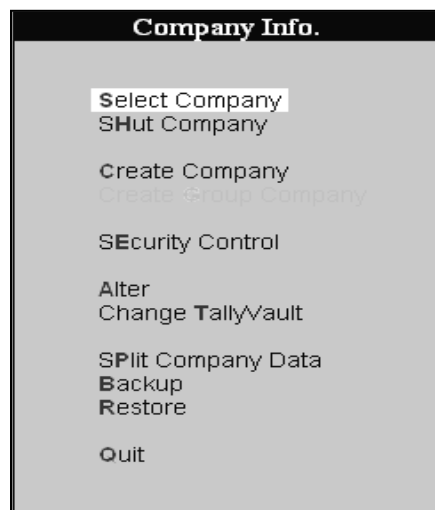 Company Info.
Select Company
SHut Company
Create Company
Create Group Company
SEcurity Control
Alter
Change TallyVault
SPlit Company Data
Backup
Restore
Quit